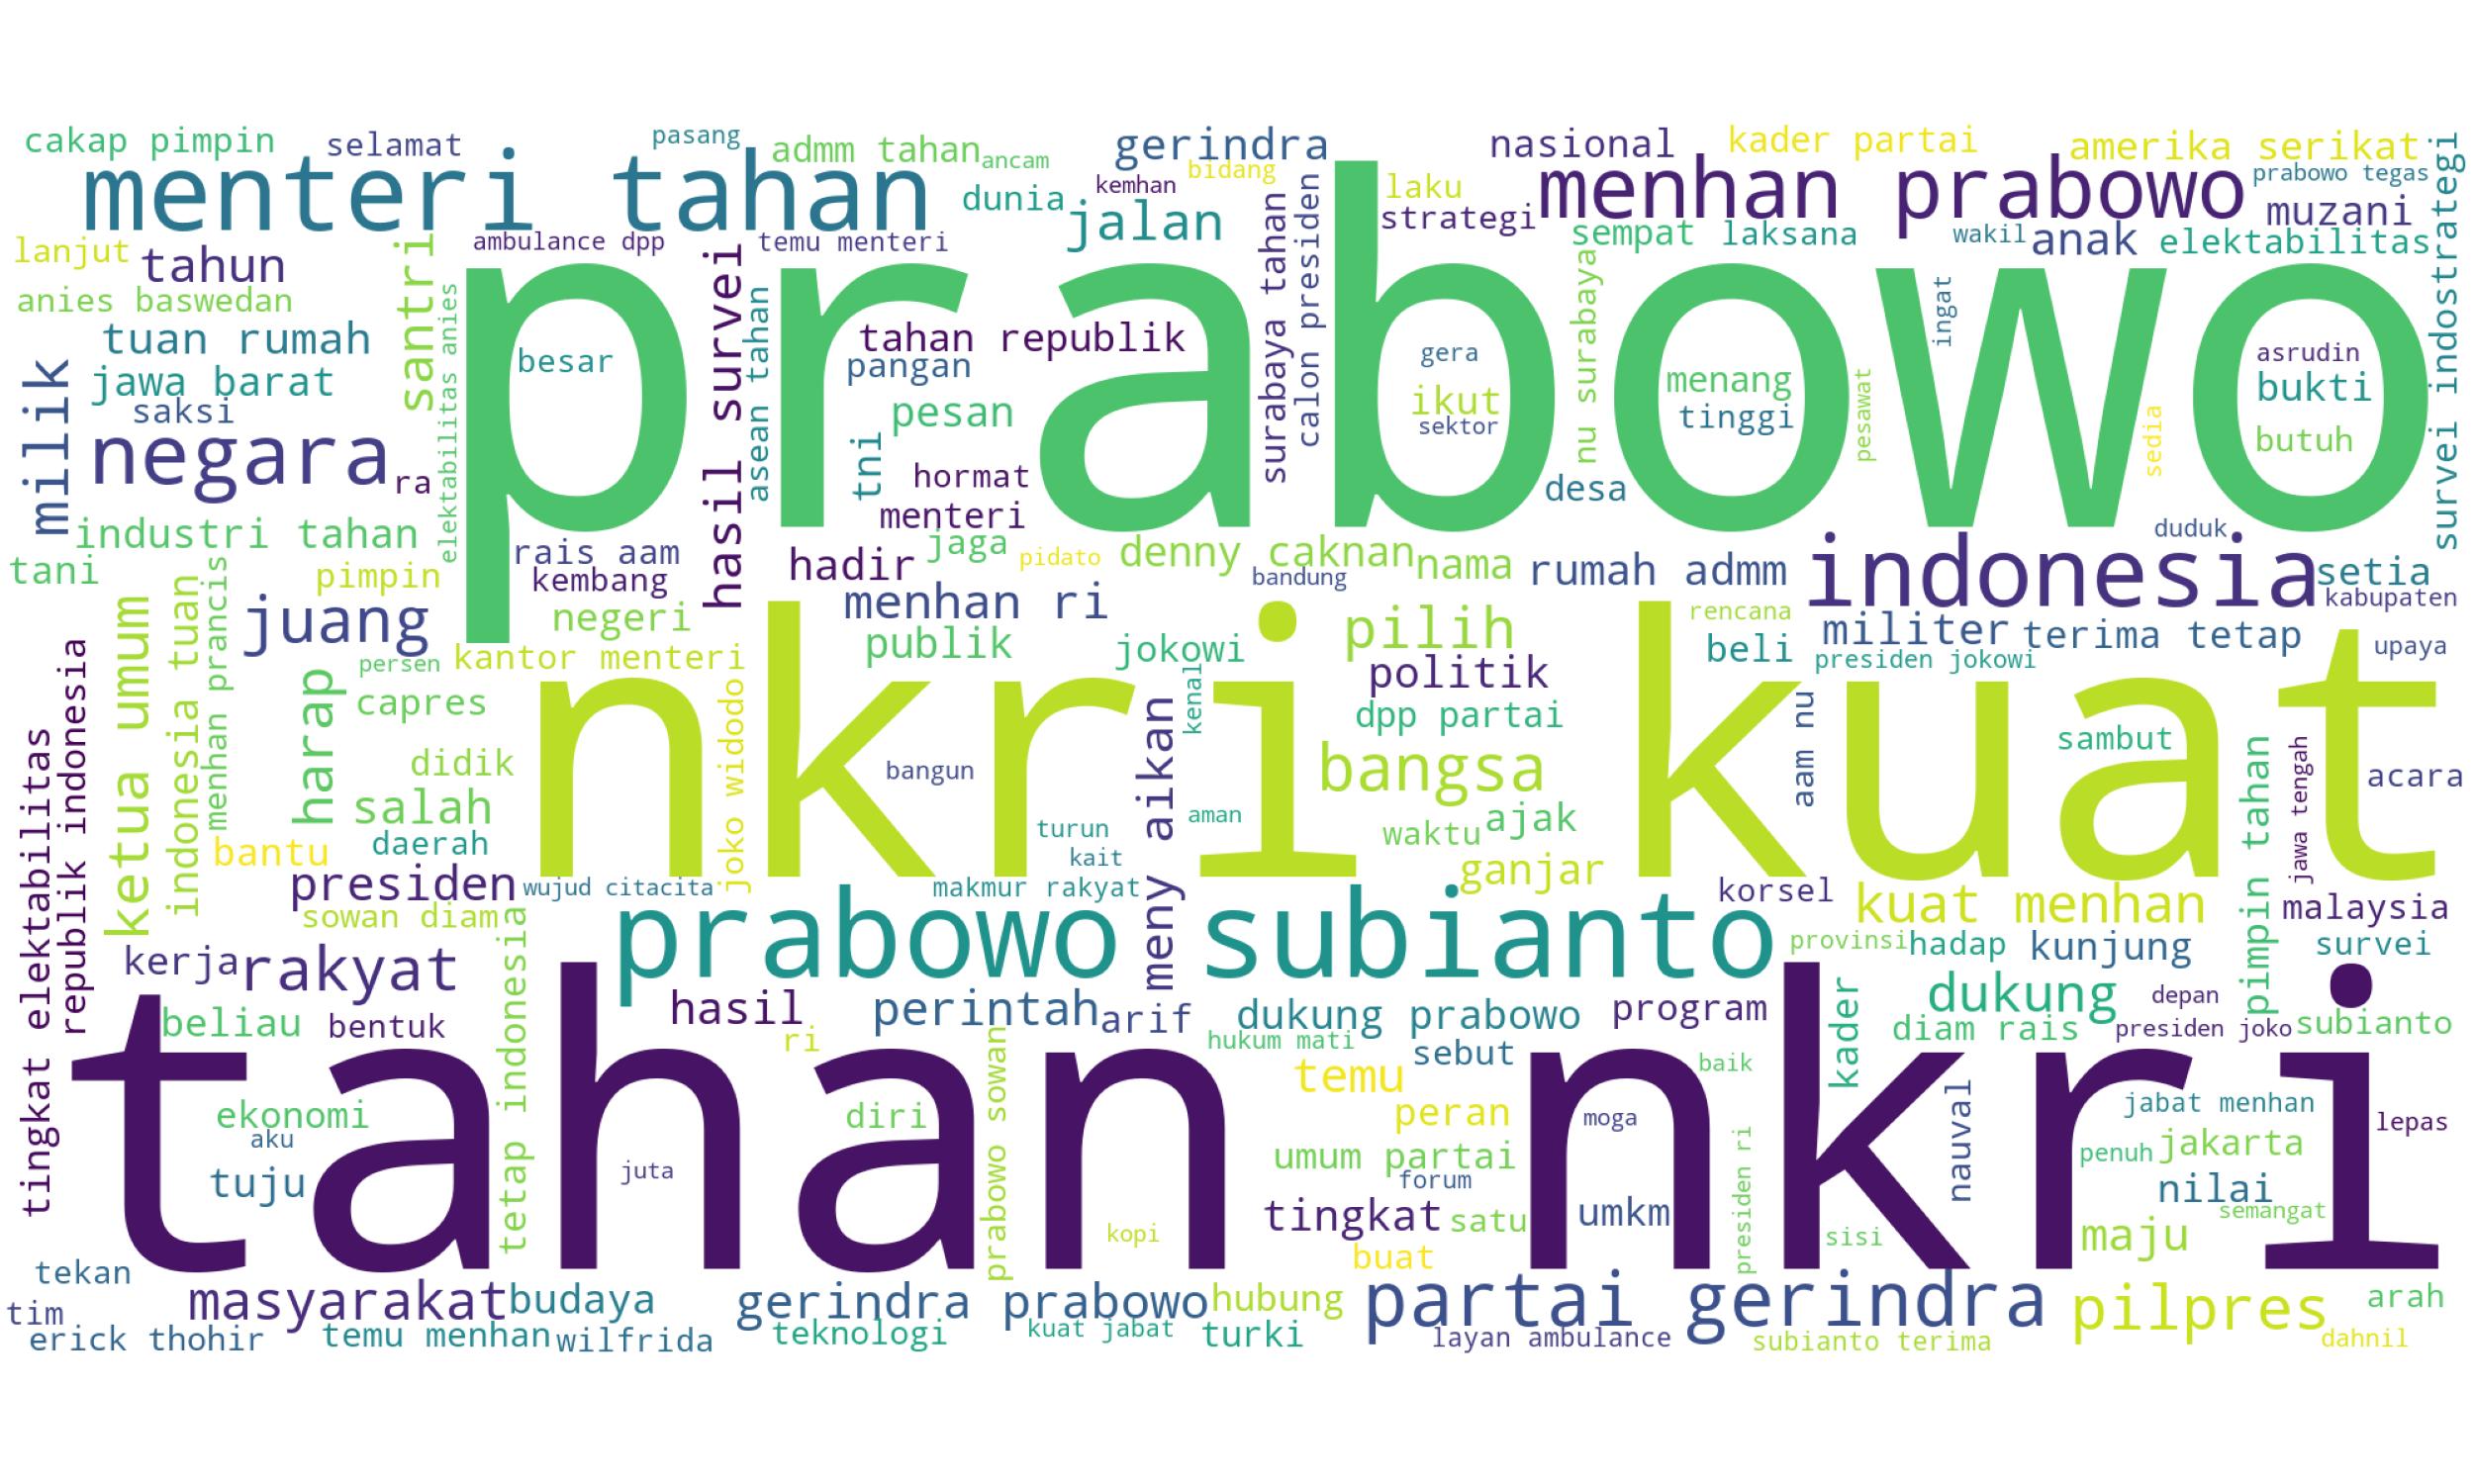 cakap pimpin
selamat
pasang
admm tahan
ancam
gerindra
bidang
nasional
kader partai
amerika serikat
menteri tahan
dunia
kemhan
jalan
laku
strategi
menhan prabowo
prabowo tegas
muzani
lanjut
tahun
ambulance dpp
temu menteri
sempat
laksana
wakil
anak
elektabilitas
anies baswedan
santri
elektabilitas anies
hasil survei
asean tahan
surabaya tahan
calon presiden
nu surabaya
ingat
survei indostrategi
prabowo
tuan rumah
jawa barat
saksi
milik
negara
ra
besar
tahan republik
pangan
pesan
tni
hormat
menteri
gera
ikut
sektor
menang
tinggi
pesawat
sedia
asrudin
bukti
butuh
desa
industri tahan
tani
rais aam
kembang
hadir
jaga
pidato
denny caknan
nama
bandung
rumah admm
duduk
indonesia
setia
kabupaten
pimpin
juang
negeri
menhan ri
publik
jokowi
pilih
politik
rencana
beli
militer
terima tetap
presiden jokowi
upaya
ketua umum
indonesia tuan
menhan prancis
persen
kantor menteri
capres
harap
didik
salah
daerah
bantu
joko widodo
nkri kuat
bangun
turun
kait
meny aikan
kenal
aman
dpp partai
bangsa
waktu
ajak
ganjar
aam nu
sambut
pimpin tahan
jawa tengah
acara
tingkat elektabilitas
republik indonesia
presiden
wujud citacita
makmur rakyat
korsel
kuat menhan
malaysia
sowan diam
tetap indonesia
prabowo subianto
provinsi
hadap
kunjung
survei
kerja
rakyat
beliau
bentuk
hasil
ri
perintah
arif
dukung prabowo
program
kader
dukung
depan
diam rais
presiden joko
subianto
tahan nkri
prabowo sowan
hukum mati
sebut
temu
baik
ekonomi
aku
tuju
juta
diri
kopi
peran
moga
umum partai
forum
tingkat
satu
umkm
buat
presiden ri
nauval
sisi
jabat menhan
lepas
penuh
jakarta
nilai
semangat
maju
tekan
tim
masyarakat
budaya
gerindra prabowo
hubung
partai gerindra
pilpres
arah
erick thohir
temu menhan
wilfrida
teknologi
kuat jabat
turki
layan ambulance
subianto terima
dahnil